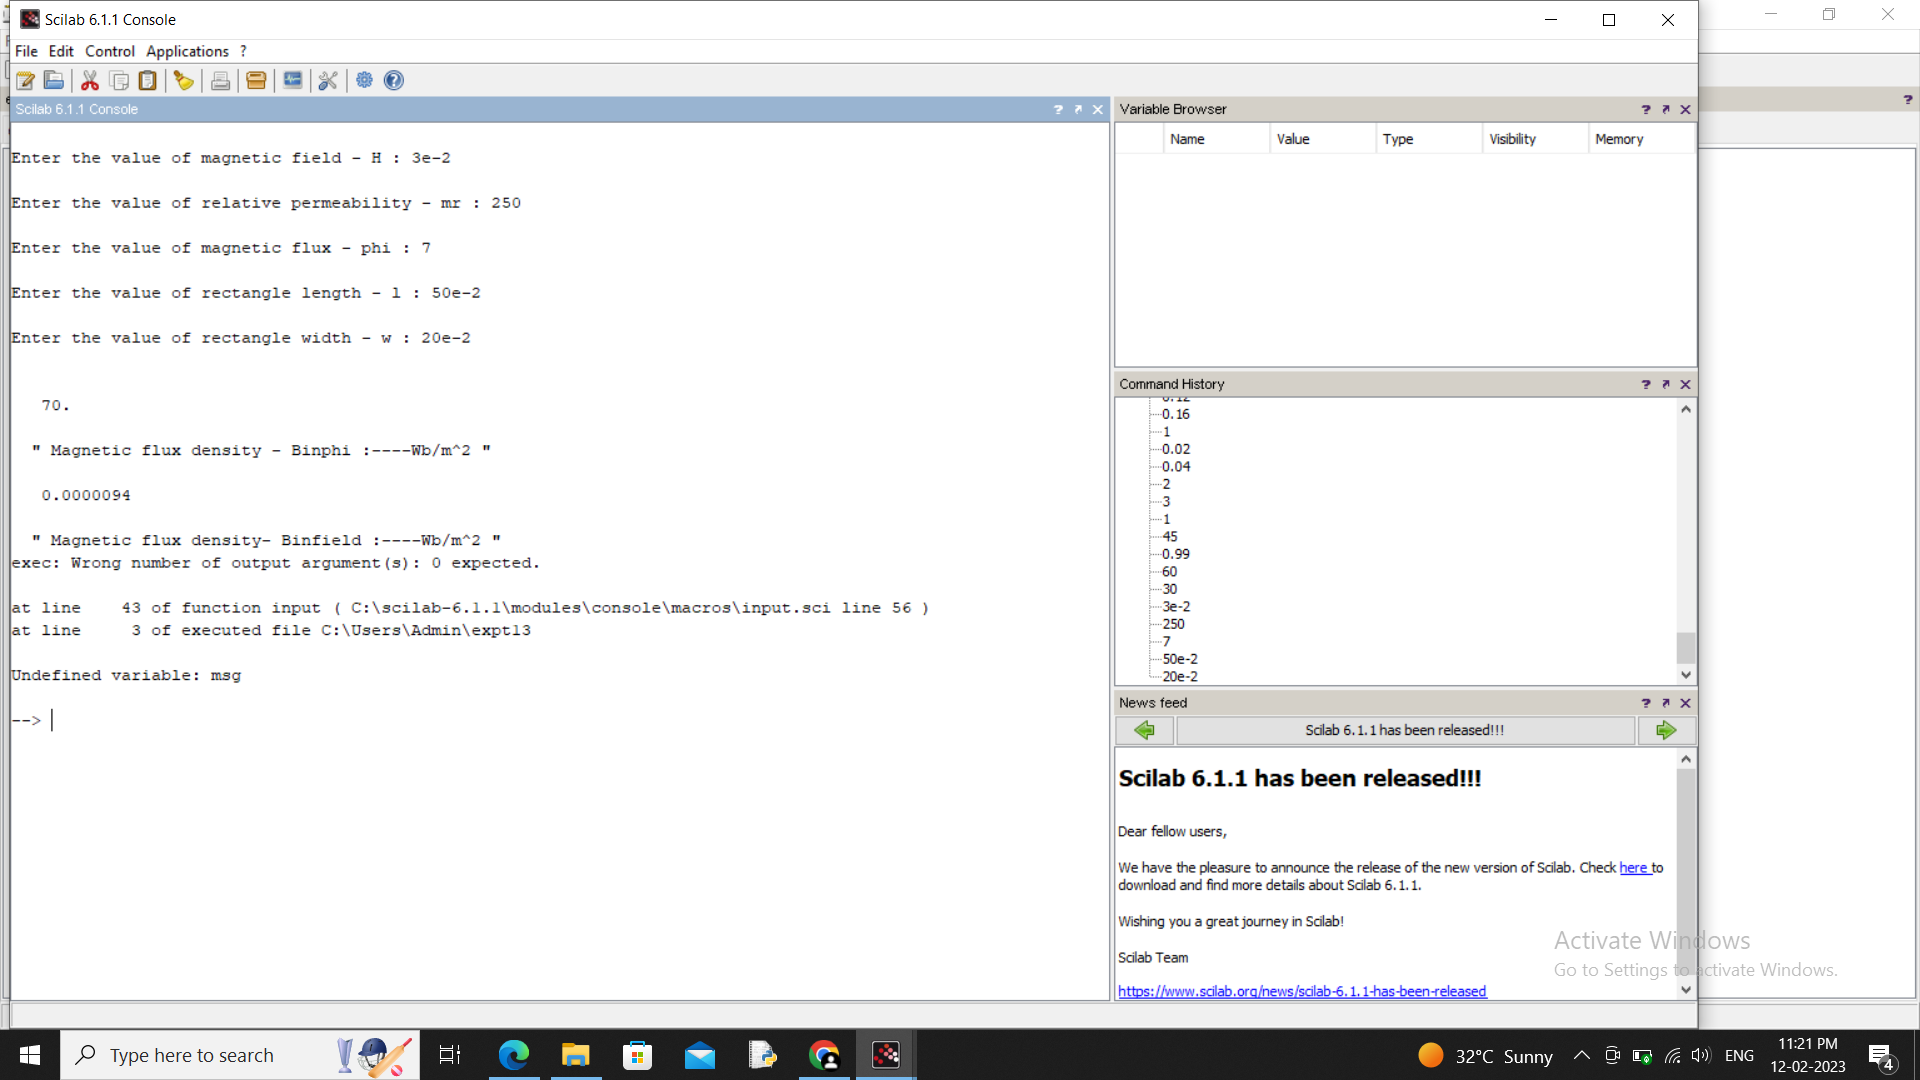 Scilab 6.1.1 Console
File Edit Control Applications ?
Scilab 6.1.1 Console
Enter the value of magnetic field - H : 3e-2
Enter the value of relative permeability - mr : 250
Enter the value of magnetic flux - phi : 7
Enter the value of rectangle length - l : 50e-2
Enter the value of rectangle width - w : 20e-2
70.
" Magnetic flux density - Binphi :----Wb/m^2 "
0.0000094
" Magnetic flux density- Binfield :----Wb/m^2 "
exec: Wrong number of output argument(s): 0 expected.
at line 43 of function input ( C:\scilab-6.1.1\modules\console\macros\input.sci line 56 )
at line 3 of executed file C:\Users\Admin\expt13
Undefined variable: msg
-->
Variable Browser
Name Value Type Visibility Memory
Command History
0.12
0.16
1
0.02
0.04
2
3
1
45
0.99
60
30
3e-2
250
7
50e-2
20e-2
News feed
Scilab 6.1.1 has been released!!!
Scilab 6.1.1 has been released!!!
Dear fellow users,
We have the pleasure to announce the release of the new version of Scilab. Check here to
download and find more details about Scilab 6.1.1.
Wishing you a great journey in Scilab!
Scilab Team
https://www.scilab.org/news/scilab-6.1.1-has-been-released
Activate Windows
Go to Settings to activate Windows.
Type here to search
32°C Sunny
ENG
11:21 PM
12-02-2023
4